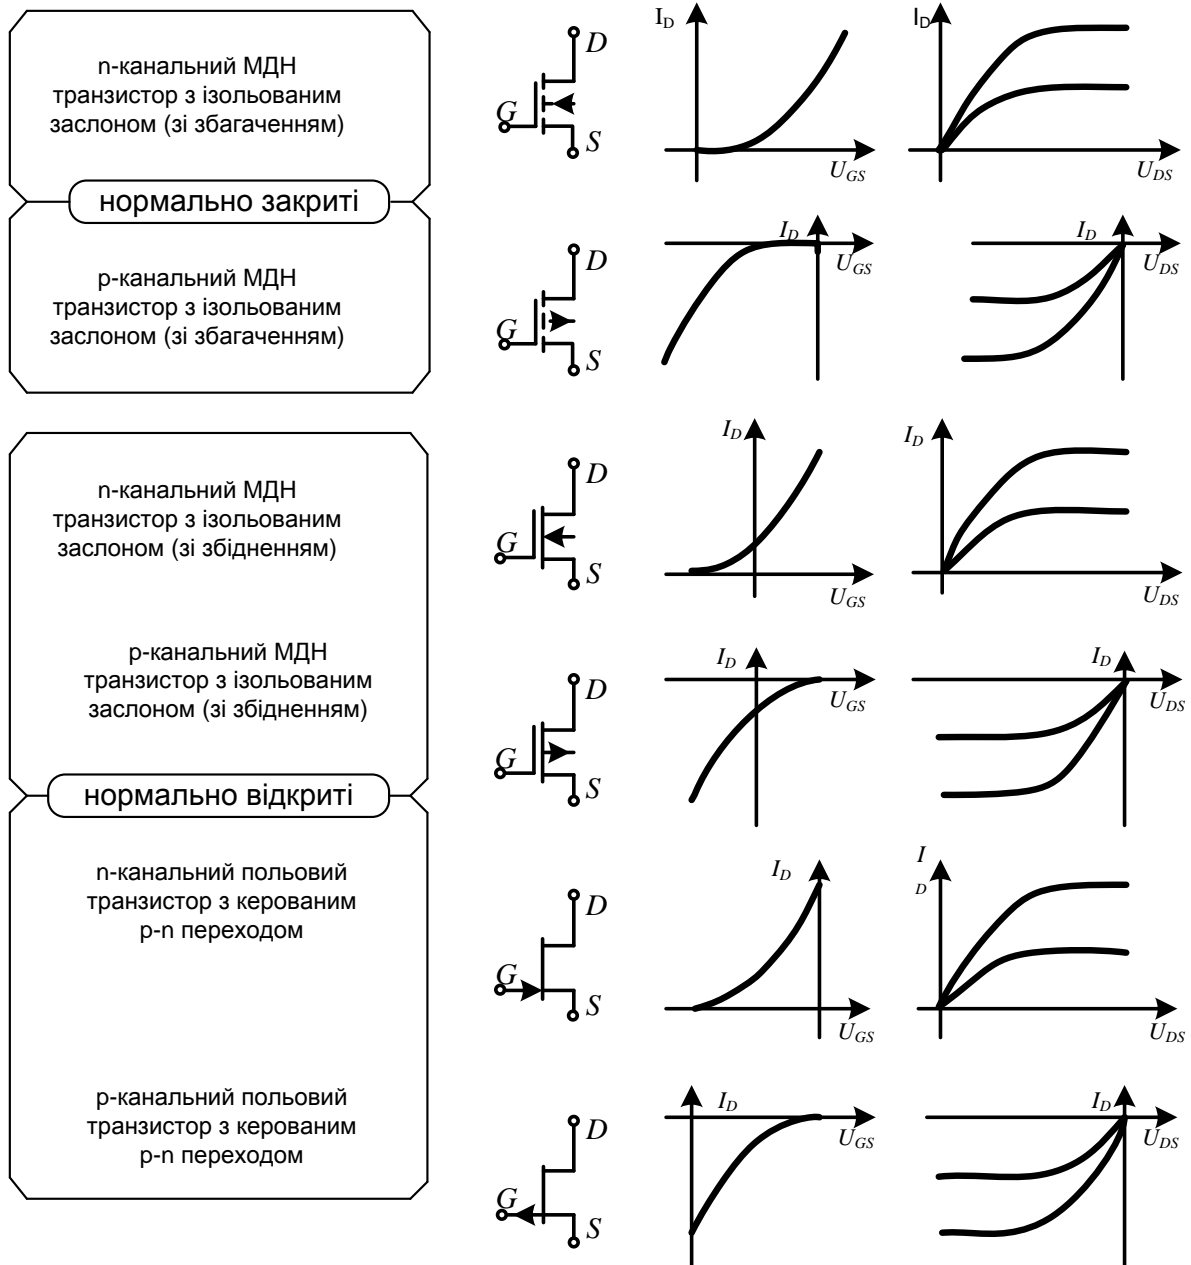 n-канальний МДН
транзистор з ізольованим
заслоном (зі збагаченням)
D
G
S
I_D
U_GS
I_D
U_DS
нормально закриті
p-канальний МДН
транзистор з ізольованим
заслоном (зі збагаченням)
D
G
S
I_D
U_GS
I_D
U_DS
n-канальний МДН
транзистор з ізольованим
заслоном (зі збідненням)
D
G
S
I_D
U_GS
I_D
U_DS
p-канальний МДН
транзистор з ізольованим
заслоном (зі збідненням)
D
G
S
I_D
U_GS
I_D
U_DS
нормально відкриті
n-канальний польовий
транзистор з керованим
p-n переходом
D
G
S
I_D
U_GS
I
D
U_DS
p-канальний польовий
транзистор з керованим
p-n переходом
D
G
S
I_D
U_GS
I_D
U_DS